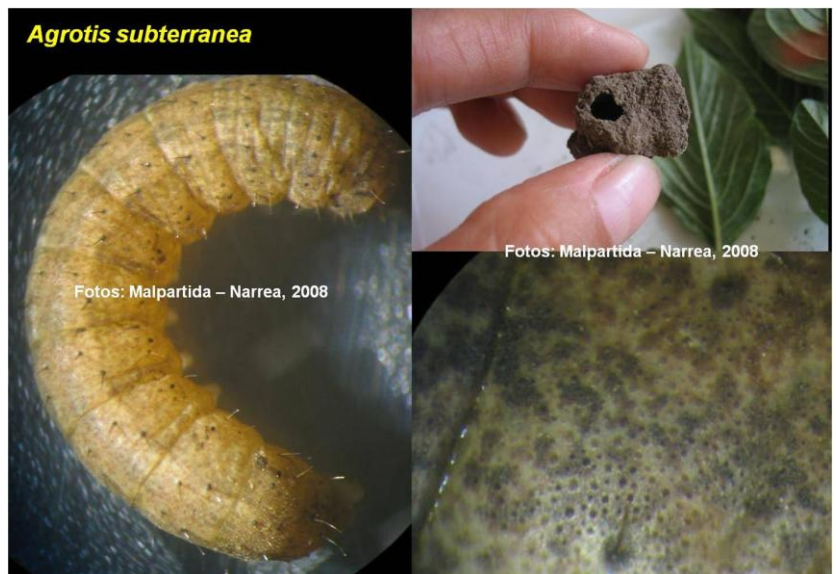 Agrotis subterranea
Fotos: Malpartida – Narrea, 2008
Fotos: Malpartida – Narrea, 2008